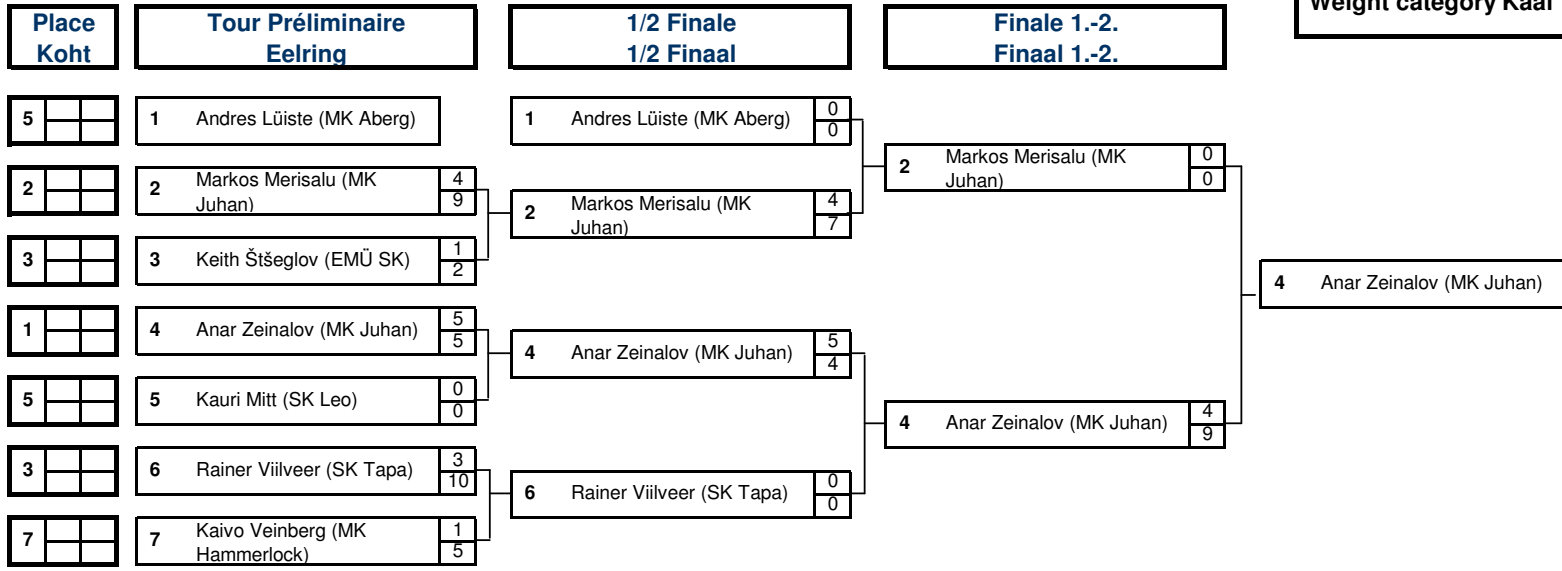 Weight category Kaal
Place
Koht
Tour Préliminaire
Eelring
1/2 Finale
1/2 Finaal
Finale 1.-2.
Finaal 1.-2.
5
1 Andres Lüiste (MK Aberg)
2
2 Markos Merisalu (MK
Juhan)
4
9
3
3 Keith Štšeglov (EMÜ SK)
1
2
1
4 Anar Zeinalov (MK Juhan)
5
5
5
5 Kauri Mitt (SK Leo)
0
0
3
6 Rainer Viilveer (SK Tapa)
3
10
7
7 Kaivo Veinberg (MK
Hammerlock)
1
5
1 Andres Lüiste (MK Aberg)
0
0
2 Markos Merisalu (MK
Juhan)
4
7
4 Anar Zeinalov (MK Juhan)
5
4
6 Rainer Viilveer (SK Tapa)
0
0
2 Markos Merisalu (MK
Juhan)
0
0
4 Anar Zeinalov (MK Juhan)
4
9
4 Anar Zeinalov (MK Juhan)